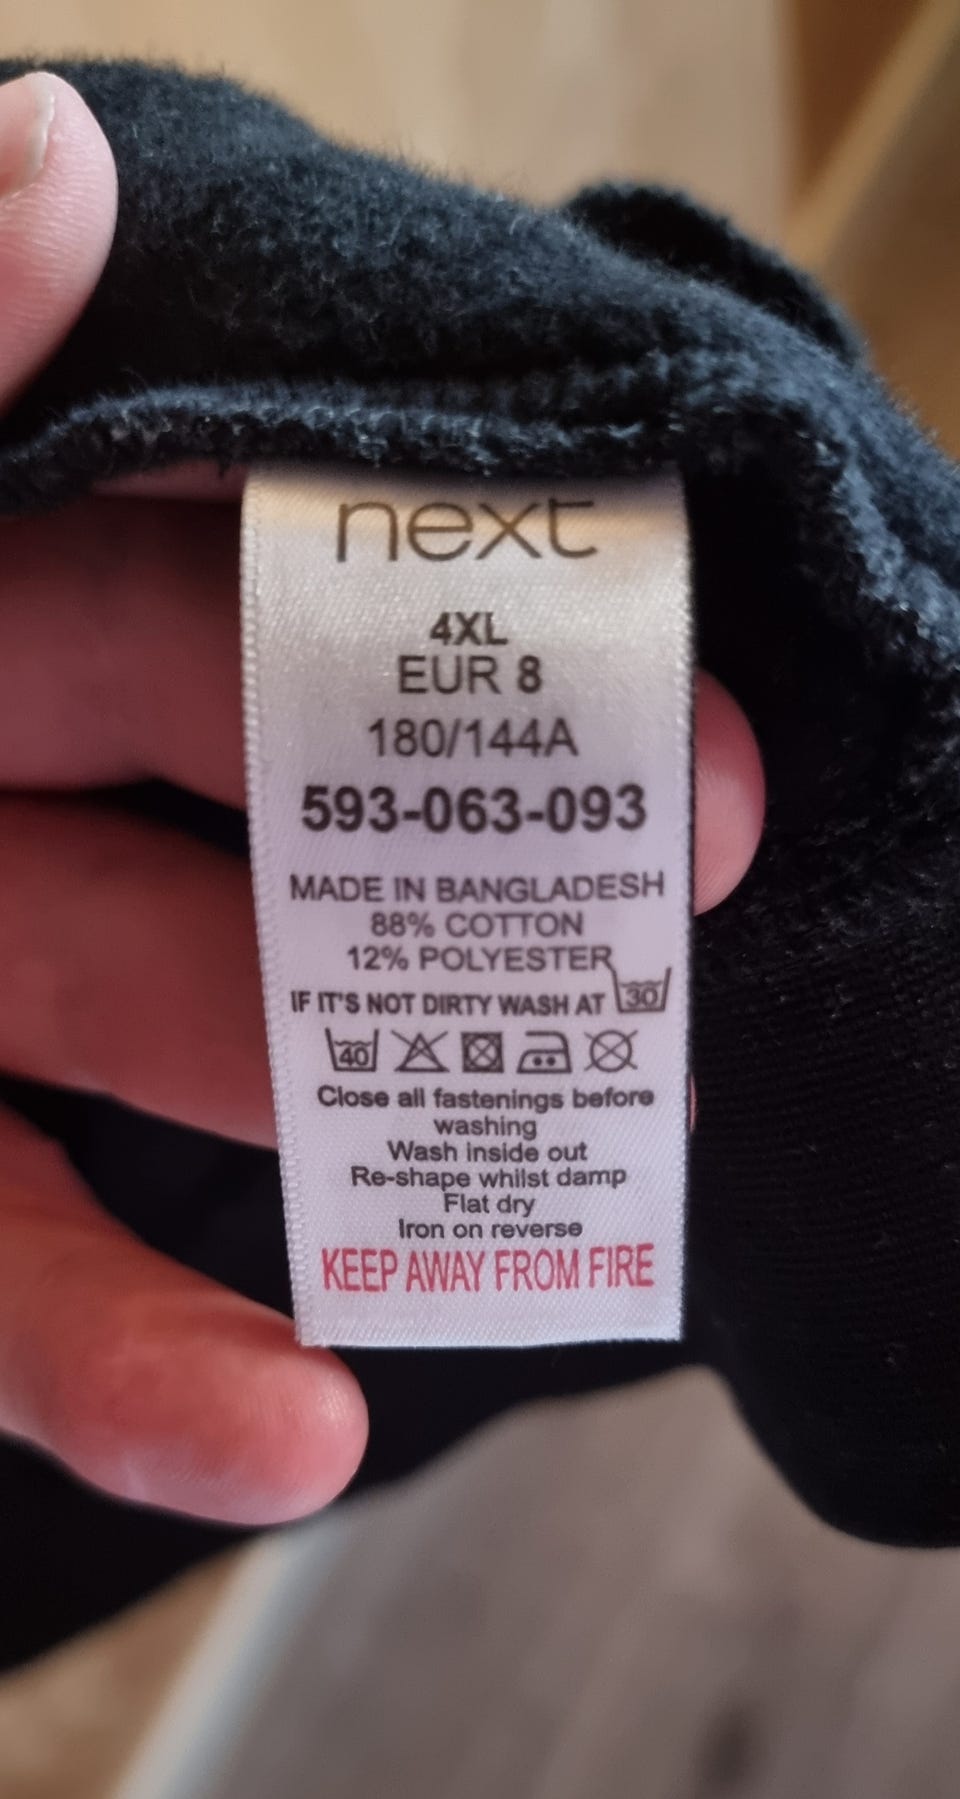 next
4XL
EUR 8
180/144A
593-063-093
MADE IN BANGLADESH
88% COTTON
12% POLYESTER
IF IT'S NOT DIRTY WASH AT 30
40
Close all fastenings before
washing
Wash inside out
Re-shape whilst damp
Flat dry
Iron on reverse
KEEP AWAY FROM FIRE